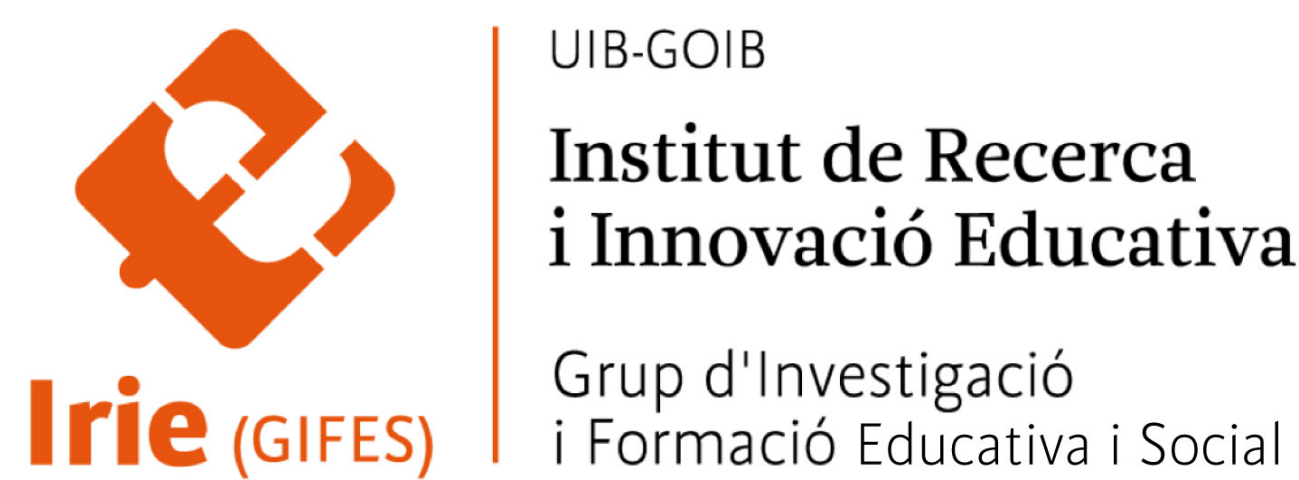 Irie (GIFES)
UIB-GOIB
Institut de Recerca
i Innovació Educativa
Grup d'Investigació
i Formació Educativa i Social